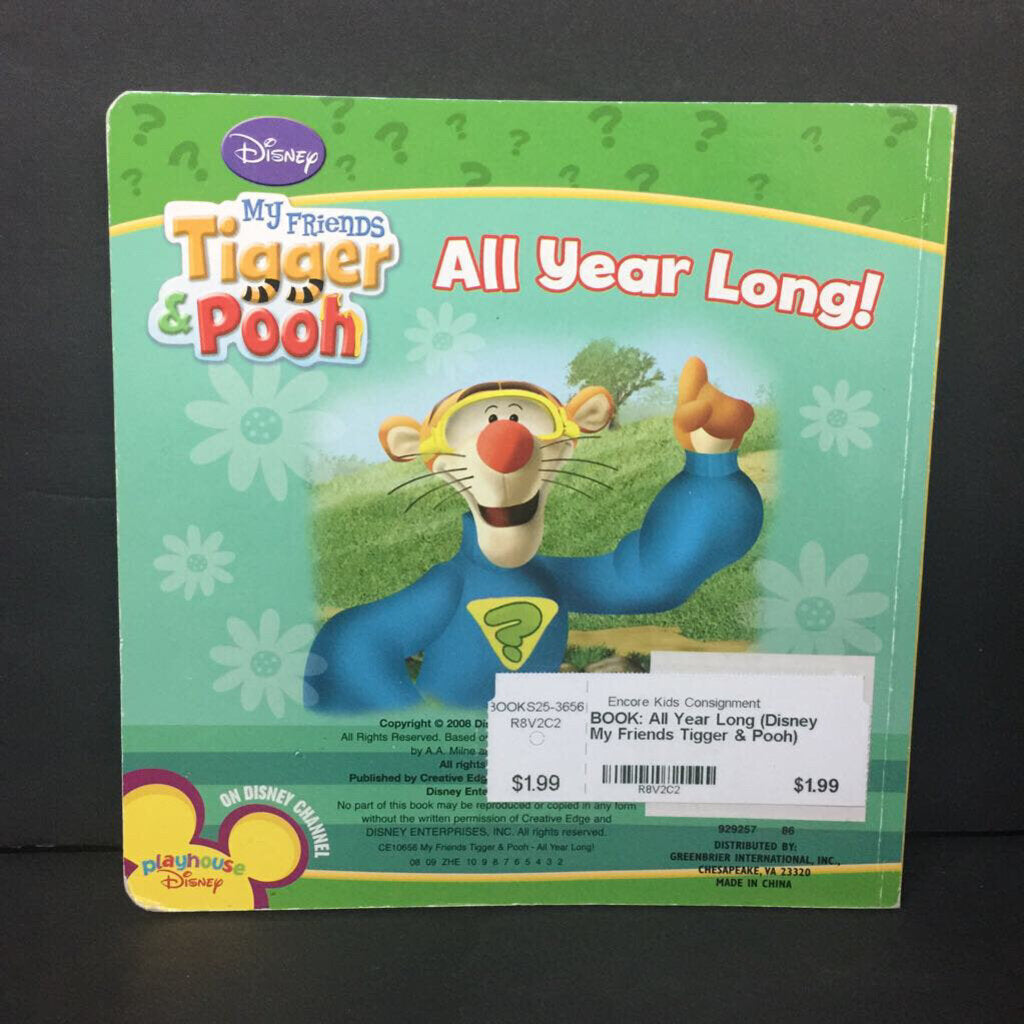 Disney
My Friends
Tigger
& Pooh
All Year Long!
?
Copyright © 2008
All Rights Reserved. Based
by A.A. Milne
All rights
Published by Creative
Disney
No part of this book may be reproduced or copied in any form
without the written permission of Creative Edge and
DISNEY ENTERPRISES, INC. All rights reserved.
CE10656 My Friends Tigger & Pooh - All Year Long!
08 09 ZHE 10 9 8 7 6 5 4 3 2
BOOKS25-3656
R8V2C2
$1.99
Encore Kids Consignment
BOOK: All Year Long (Disney
My Friends Tigger & Pooh)
R8V2C2
$1.99
929257 86
DISTRIBUTED BY:
GREENBRIER INTERNATIONAL, INC.,
CHESAPEAKE, VA 23320
MADE IN CHINA
ON DISNEY CHANNEL
playhouse
Disney